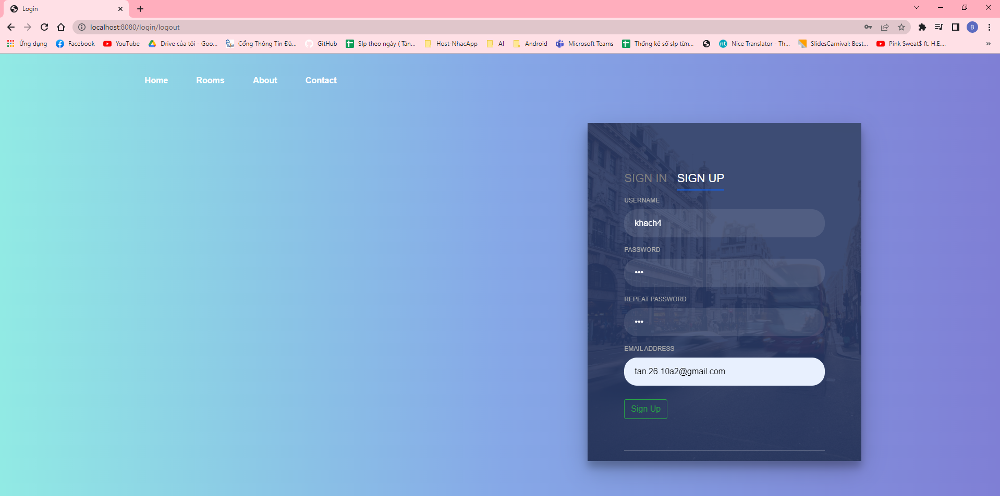 Login
localhost:8080/login/logout
B
Ứng dụng Facebook YouTube Drive của tôi - Goo... Cổng Thông Tin Đà... GitHub Slp theo ngày ( Tân... Host-NhacApp AI Android Microsoft Teams Thống kê số slp từn... nt Nice Translator - Th... SlidesCarnival: Best... Pink Sweat$ ft. H.E.... »
Home Rooms About Contact
SIGN IN SIGN UP
USERNAME
khach4
PASSWORD
•••
REPEAT PASSWORD
•••
EMAIL ADDRESS
tan.26.10a2@gmail.com
Sign Up